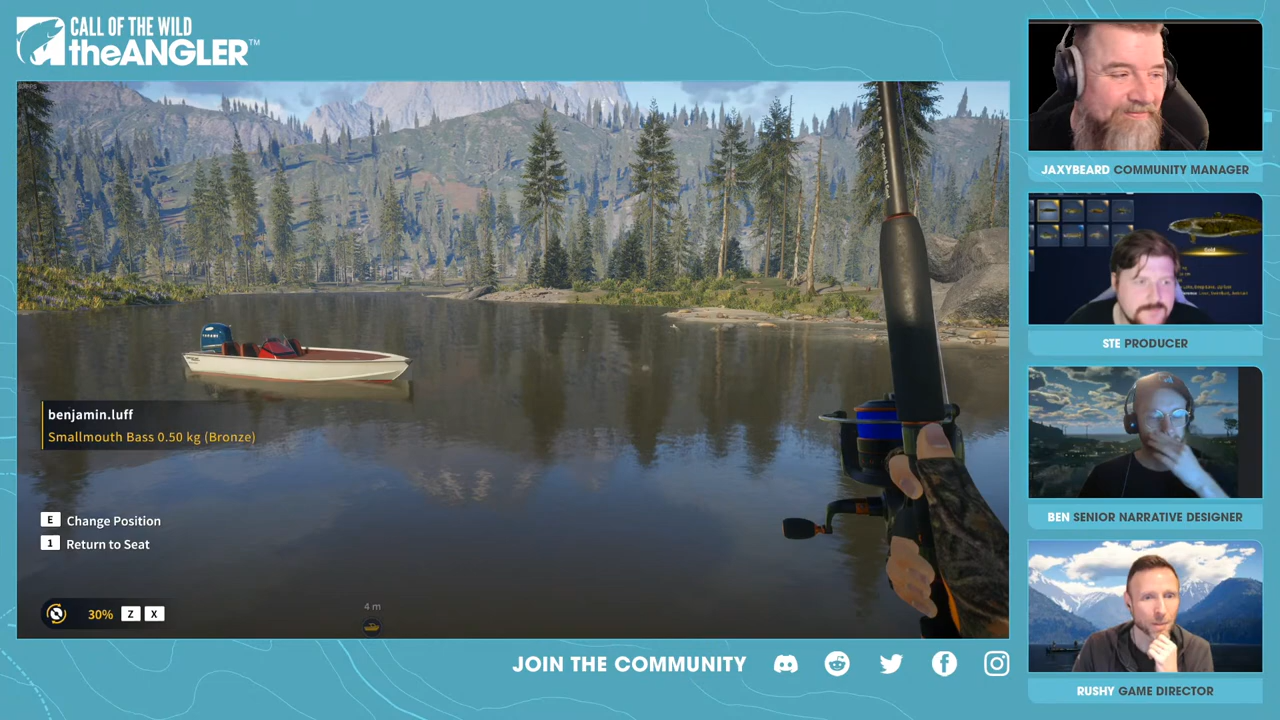 CALL OF THE WILD
theANGLER™
benjamin.luff
Smallmouth Bass 0.50 kg (Bronze)
E Change Position
1 Return to Seat
30% Z X
4 m
JOIN THE COMMUNITY
JAXYBEARD COMMUNITY MANAGER
STE PRODUCER
BEN SENIOR NARRATIVE DESIGNER
RUSHY GAME DIRECTOR